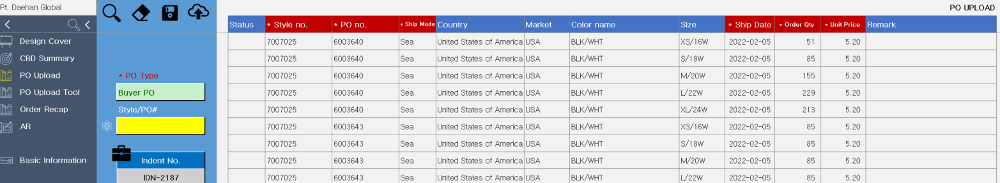 Pt. Daehan Global
PO UPLOAD
Status * Style no. * PO no. * Ship Mode Country Market Color name Size * Ship Date * Order Qty * Unit Price Remark
Design Cover
CBD Summary
PO Upload
PO Upload Tool
Order Recap
AR
Basic Information
* PO Type
Buyer PO
Style/PO#
Indent No.
IDN-2187
7007025 6003640 Sea United States of America USA BLK/WHT XS/16W 2022-02-05 51 5.20
7007025 6003640 Sea United States of America USA BLK/WHT S/18W 2022-02-05 85 5.20
7007025 6003640 Sea United States of America USA BLK/WHT M/20W 2022-02-05 155 5.20
7007025 6003640 Sea United States of America USA BLK/WHT L/22W 2022-02-05 229 5.20
7007025 6003640 Sea United States of America USA BLK/WHT XL/24W 2022-02-05 213 5.20
7007025 6003643 Sea United States of America USA BLK/WHT XS/16W 2022-02-05 85 5.20
7007025 6003643 Sea United States of America USA BLK/WHT S/18W 2022-02-05 85 5.20
7007025 6003643 Sea United States of America USA BLK/WHT M/20W 2022-02-05 85 5.20
7007025 6003643 Sea United States of America USA BLK/WHT L/22W 2022-02-05 85 5.20